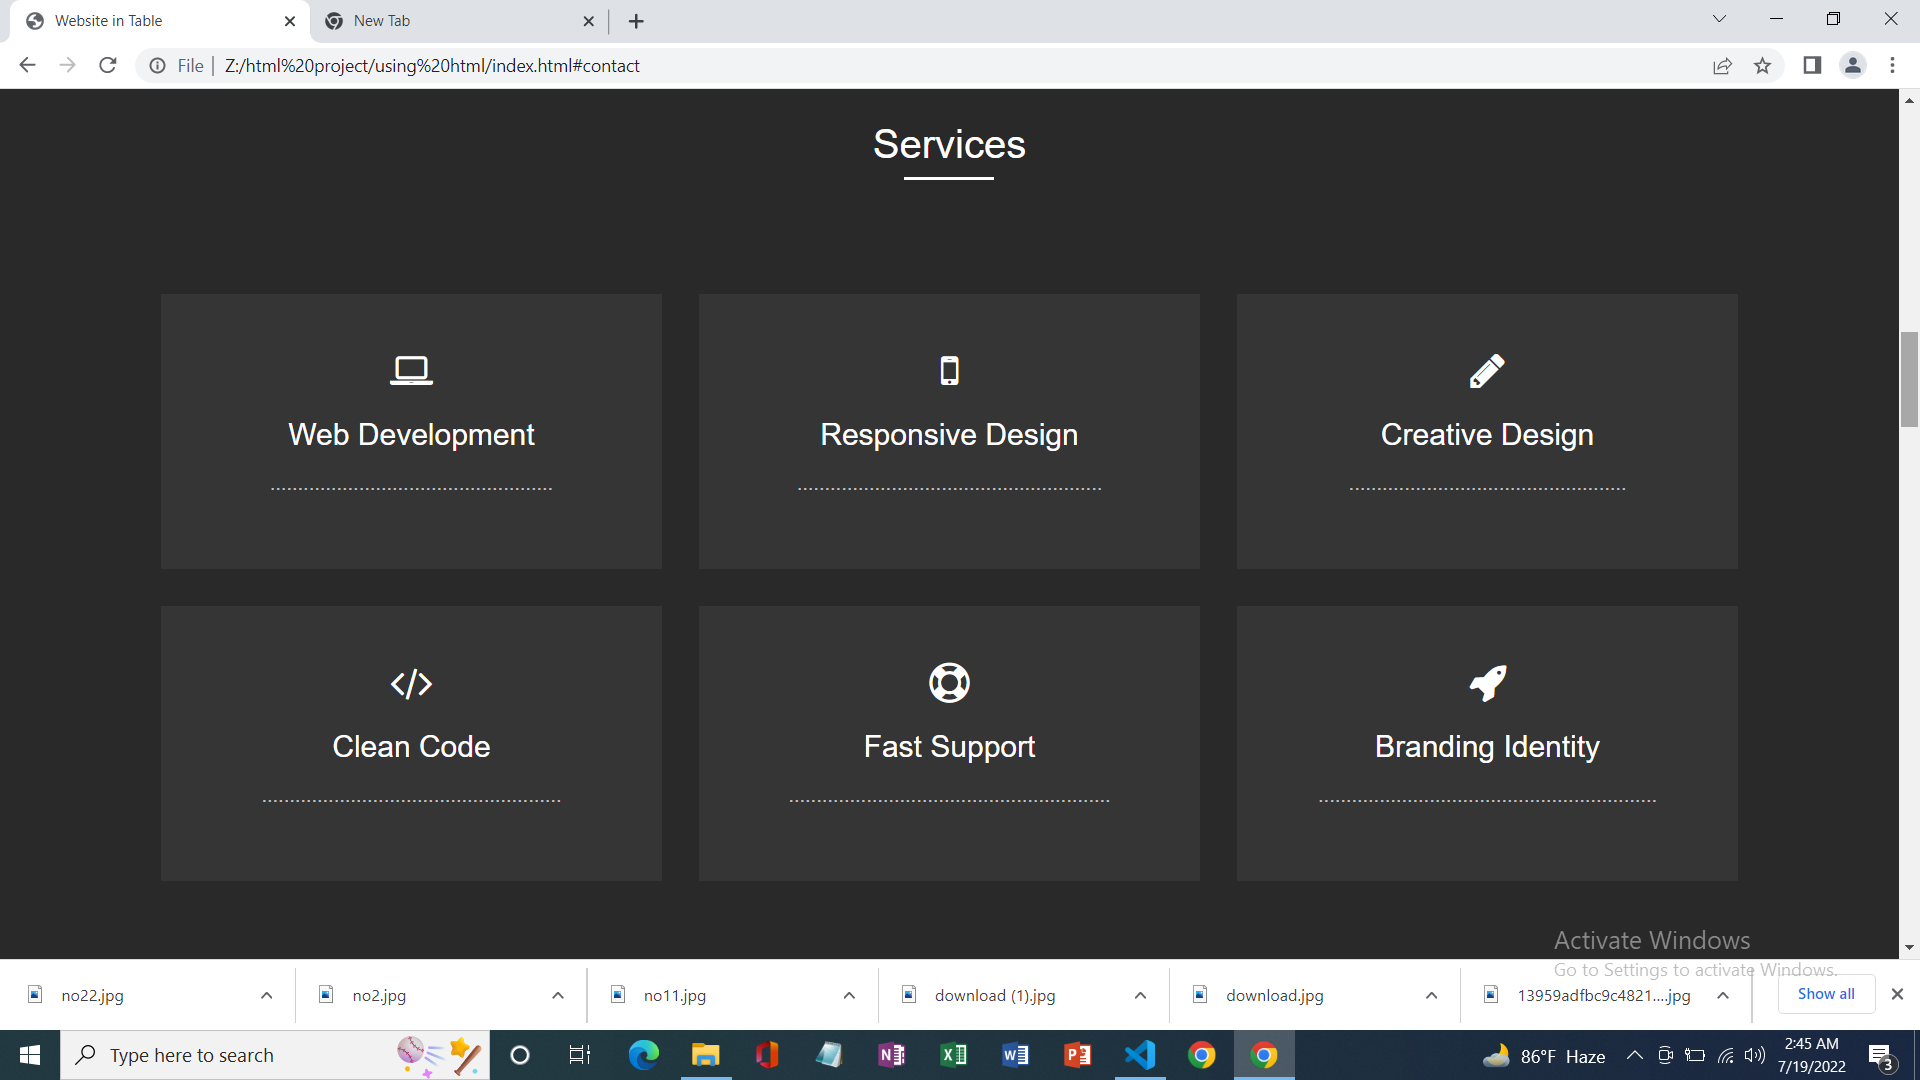 Website in Table
New Tab
File
Z:/html%20project/using%20html/index.html#contact
Services
Web Development
Responsive Design
Creative Design
Clean Code
Fast Support
Branding Identity
Activate Windows
Go to Settings to activate Windows.
no22.jpg
no2.jpg
no11.jpg
download (1).jpg
download.jpg
13959adfbc9c4821....jpg
Show all
Type here to search
86°F Haze
2:45 AM
7/19/2022
3